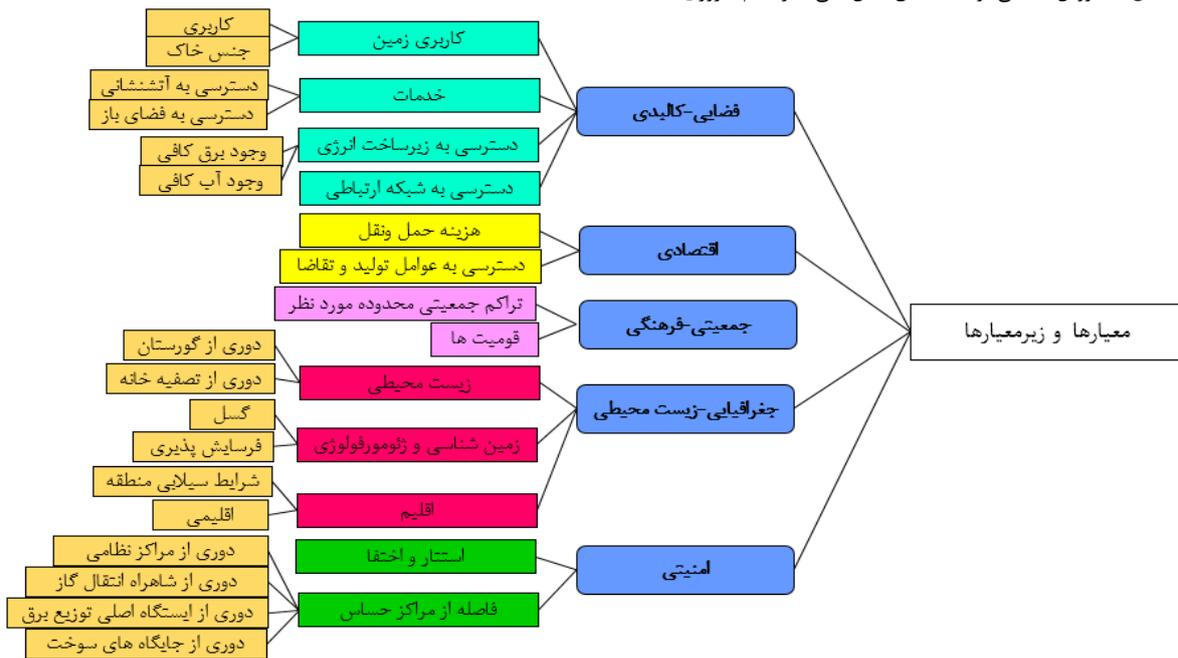 معیارها و زیرمعیارها
فضایی-کالبدی
کاربری زمین
کاربری
جنس خاک
خدمات
دسترسی به آتشنشانی
دسترسی به فضای باز
دسترسی به زیرساخت انرژی
وجود برق کافی
وجود آب کافی
دسترسی به شبکه ارتباطی
اقتصادی
هزینه حمل ونقل
دسترسی به عوامل تولید و تقاضا
جمعیتی-فرهنگی
تراکم جمعیتی محدوده مورد نظر
قومیت ها
جغرافیایی-زیست محیطی
زیست محیطی
دوری از گورستان
دوری از تصفیه خانه
زمین شناسی و ژئومورفولوژی
گسل
فرسایش پذیری
اقلیم
شرایط سیلابی منطقه
اقلیمی
امنیتی
استتار و اختفا
فاصله از مراکز حساس
دوری از مراکز نظامی
دوری از شاهراه انتقال گاز
دوری از ایستگاه اصلی توزیع برق
دوری از جایگاه های سوخت